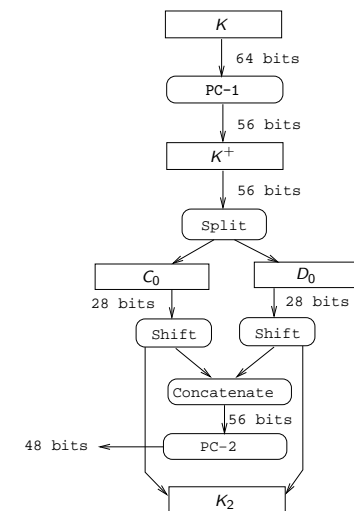 K
64 bits
PC-1
56 bits
K+
56 bits
Split
C₀
D₀
28 bits
28 bits
Shift
Shift
Concatenate
56 bits
48 bits
PC-2
K₂